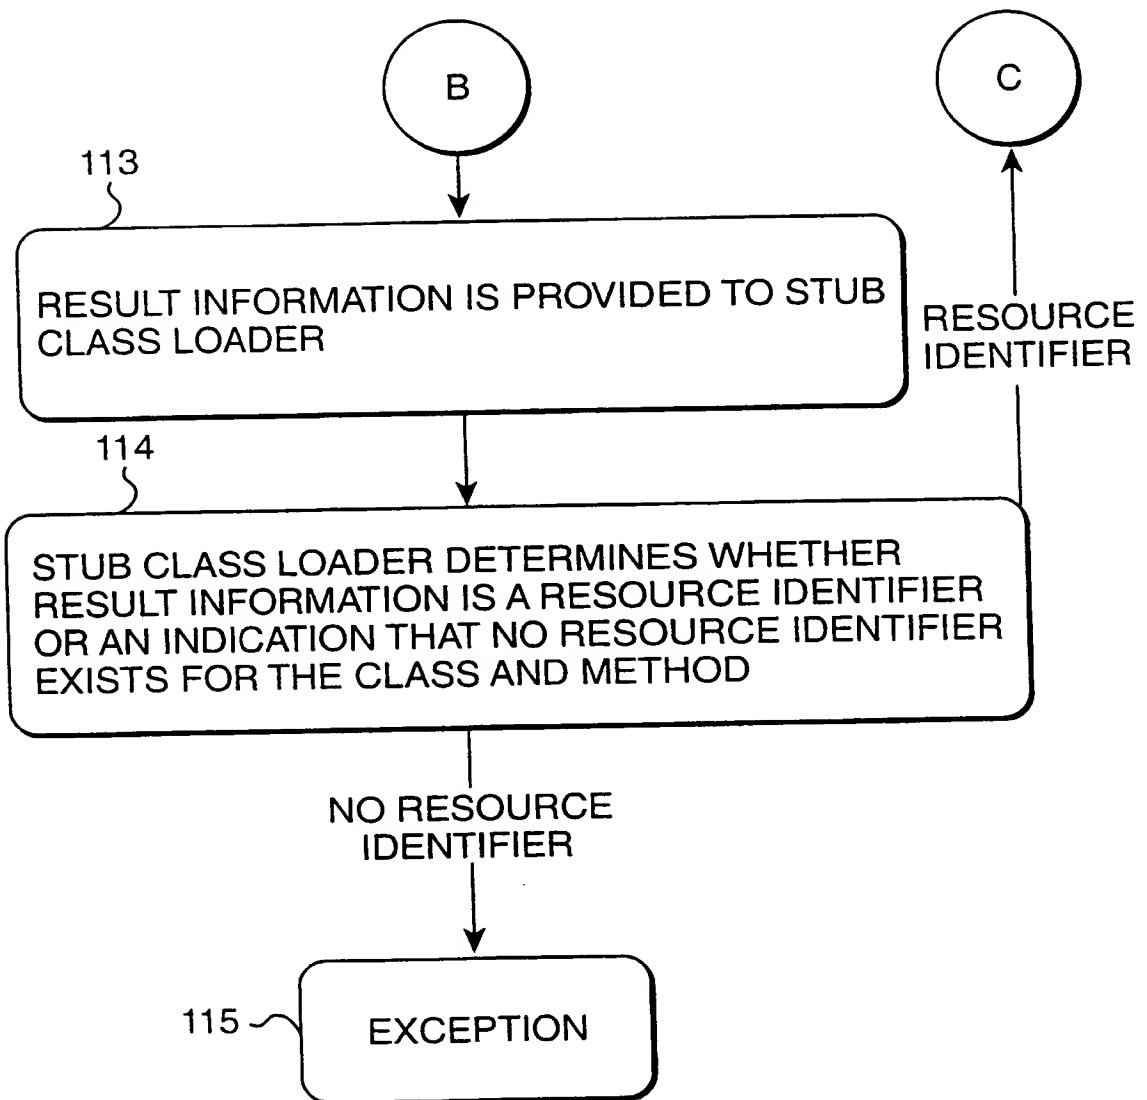 B
C
113
RESULT INFORMATION IS PROVIDED TO STUB
CLASS LOADER
RESOURCE
IDENTIFIER
114
STUB CLASS LOADER DETERMINES WHETHER
RESULT INFORMATION IS A RESOURCE IDENTIFIER
OR AN INDICATION THAT NO RESOURCE IDENTIFIER
EXISTS FOR THE CLASS AND METHOD
NO RESOURCE
IDENTIFIER
115
EXCEPTION